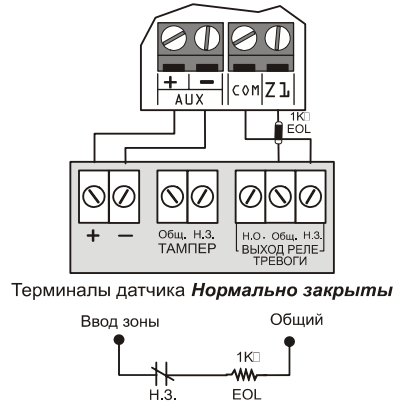 + −
AUX
COM Z1
1K□
EOL
+ −
Общ. Н.З.
ТАМПЕР
Н.О. Общ. Н.З.
ВЫХОД РЕЛЕ
ТРЕВОГИ
Терминалы датчика Нормально закрыты
Ввод зоны
Общий
1K□
Н.З.
EOL